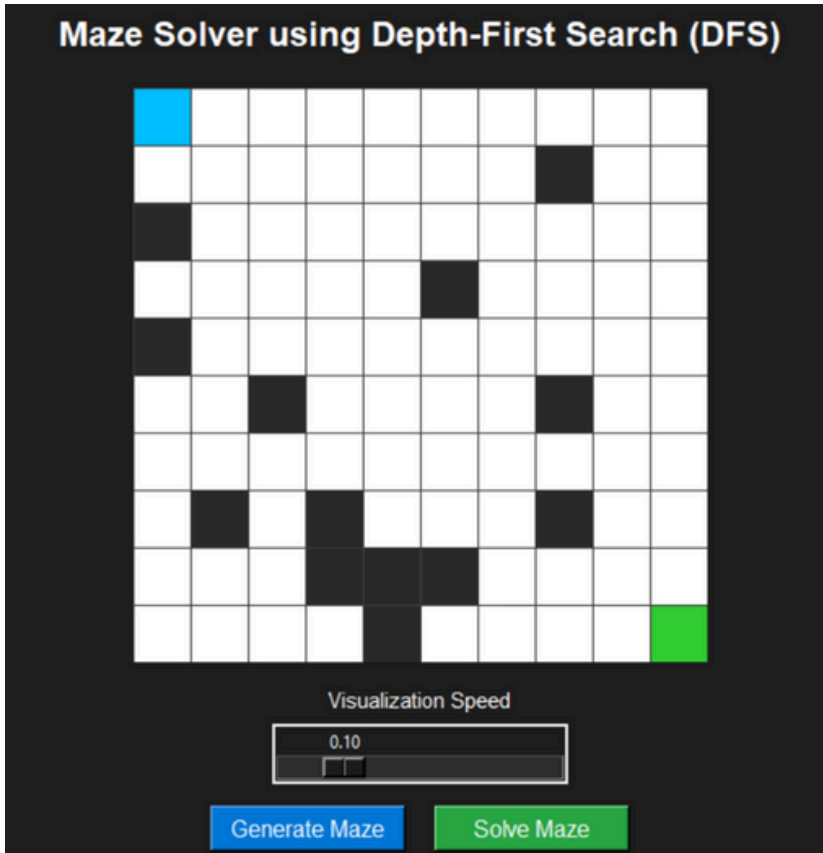 Maze Solver using Depth-First Search (DFS)
Visualization Speed
0.10
Generate Maze
Solve Maze